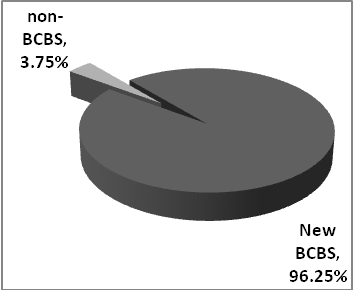 non-
BCBS,
3.75%
New
BCBS,
96.25%